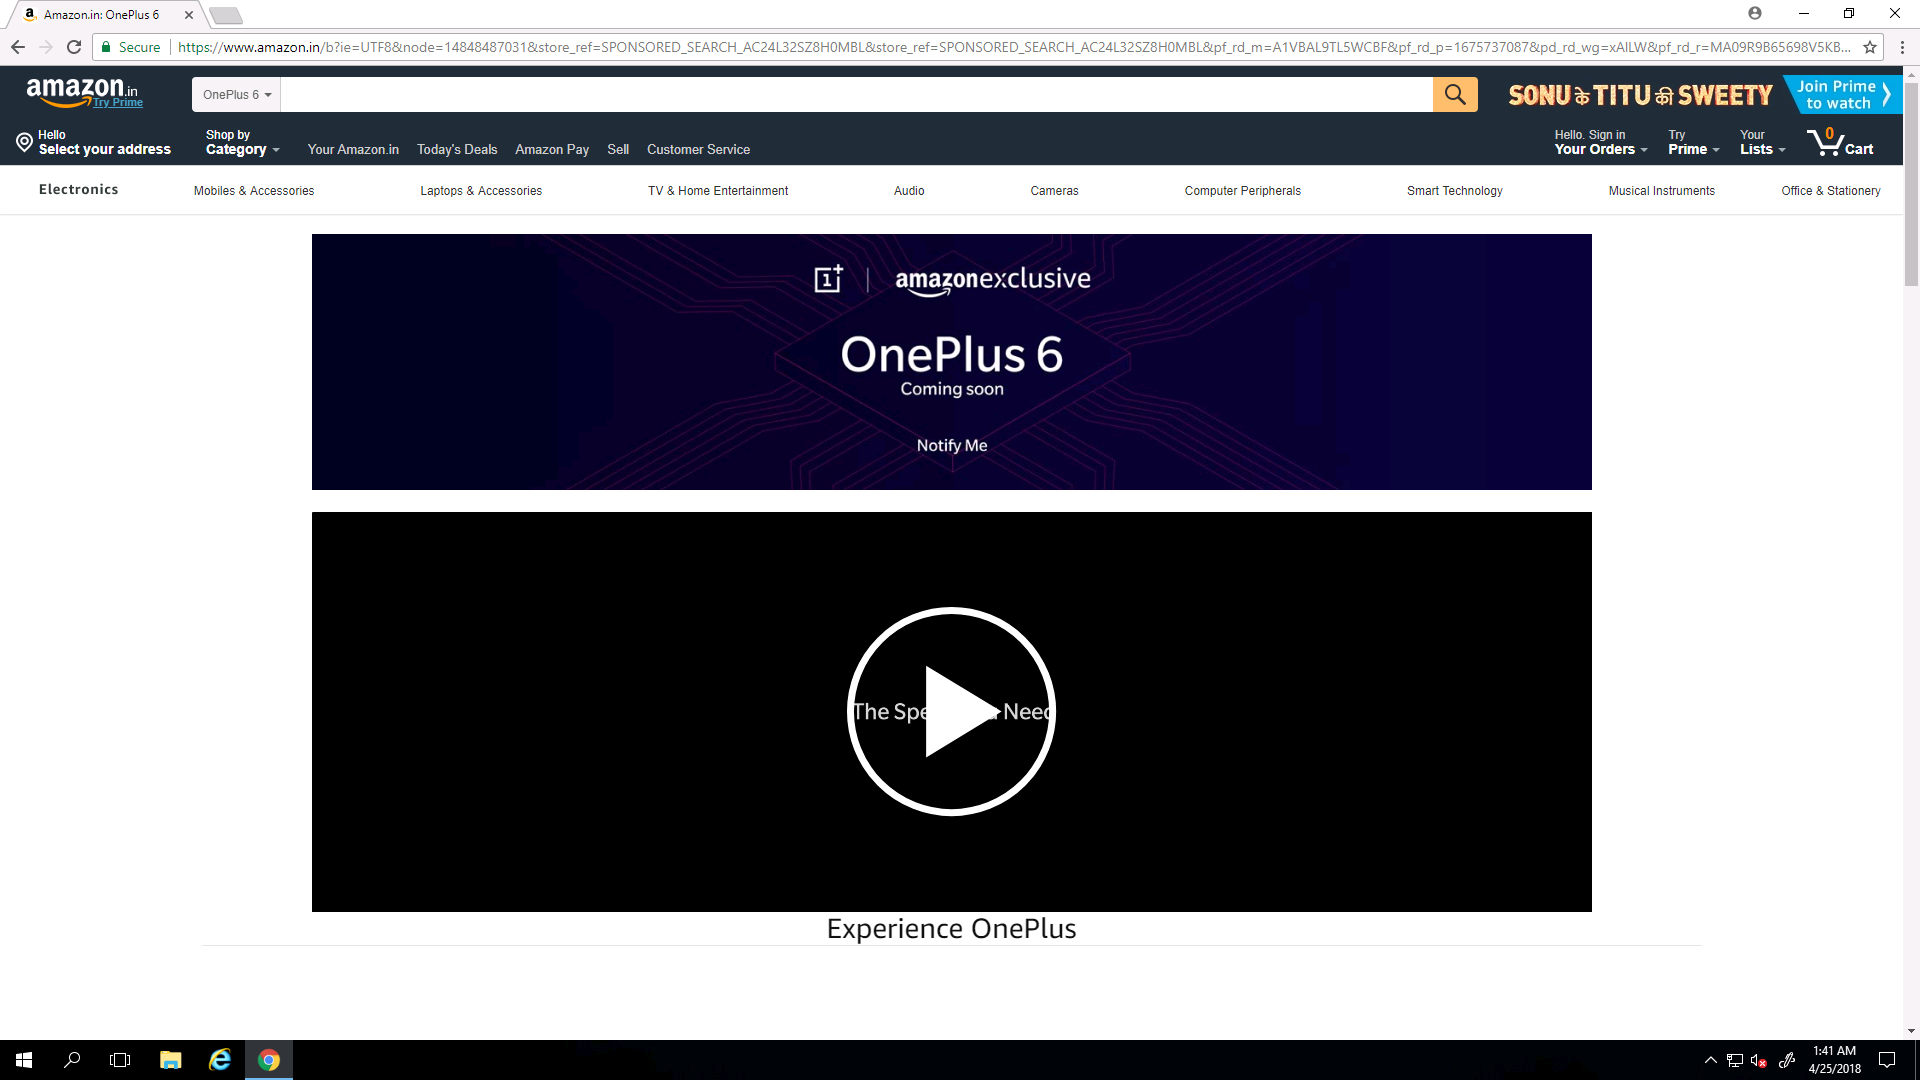 Amazon.in: OnePlus 6
Secure
https://www.amazon.in/b?ie=UTF8&node=14848487031&store_ref=SPONSORED_SEARCH_AC24L32SZ8H0MBL&store_ref=SPONSORED_SEARCH_AC24L32SZ8H0MBL&pf_rd_m=A1VBAL9TL5WCBF&pf_rd_p=1675737087&pd_rd_wg=xAlLW&pf_rd_r=MA09R9B65698V5KB...
amazon.in
Try Prime
OnePlus 6
SONU के TITU की SWEETY
Join Prime
to watch
Hello
Select your address
Shop by
Category
Your Amazon.in
Today's Deals
Amazon Pay
Sell
Customer Service
Hello. Sign in
Your Orders
Try
Prime
Your
Lists
0
Cart
Electronics
Mobiles & Accessories
Laptops & Accessories
TV & Home Entertainment
Audio
Cameras
Computer Peripherals
Smart Technology
Musical Instruments
Office & Stationery
1+ | amazonexclusive
OnePlus 6
Coming soon
Notify Me
The Need
Experience OnePlus
1:41 AM
4/25/2018